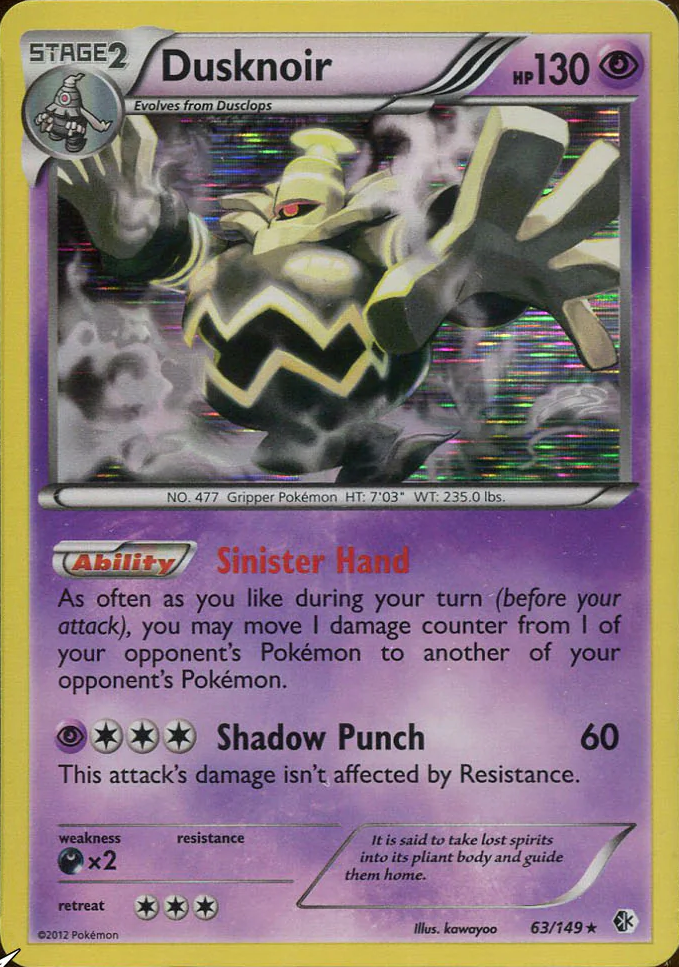 STAGE2
Dusknoir
HP130
Evolves from Dusclops
NO. 477 Gripper Pokémon HT: 7'03" WT: 235.0 lbs.
Ability Sinister Hand
As often as you like during your turn (before your
attack), you may move 1 damage counter from 1 of
your opponent's Pokémon to another of your
opponent's Pokémon.
Shadow Punch 60
This attack's damage isn't affected by Resistance.
weakness resistance
×2
It is said to take lost spirits
into its pliant body and guide
them home.
retreat
Illus. kawayoo 63/149★
©2012 Pokémon